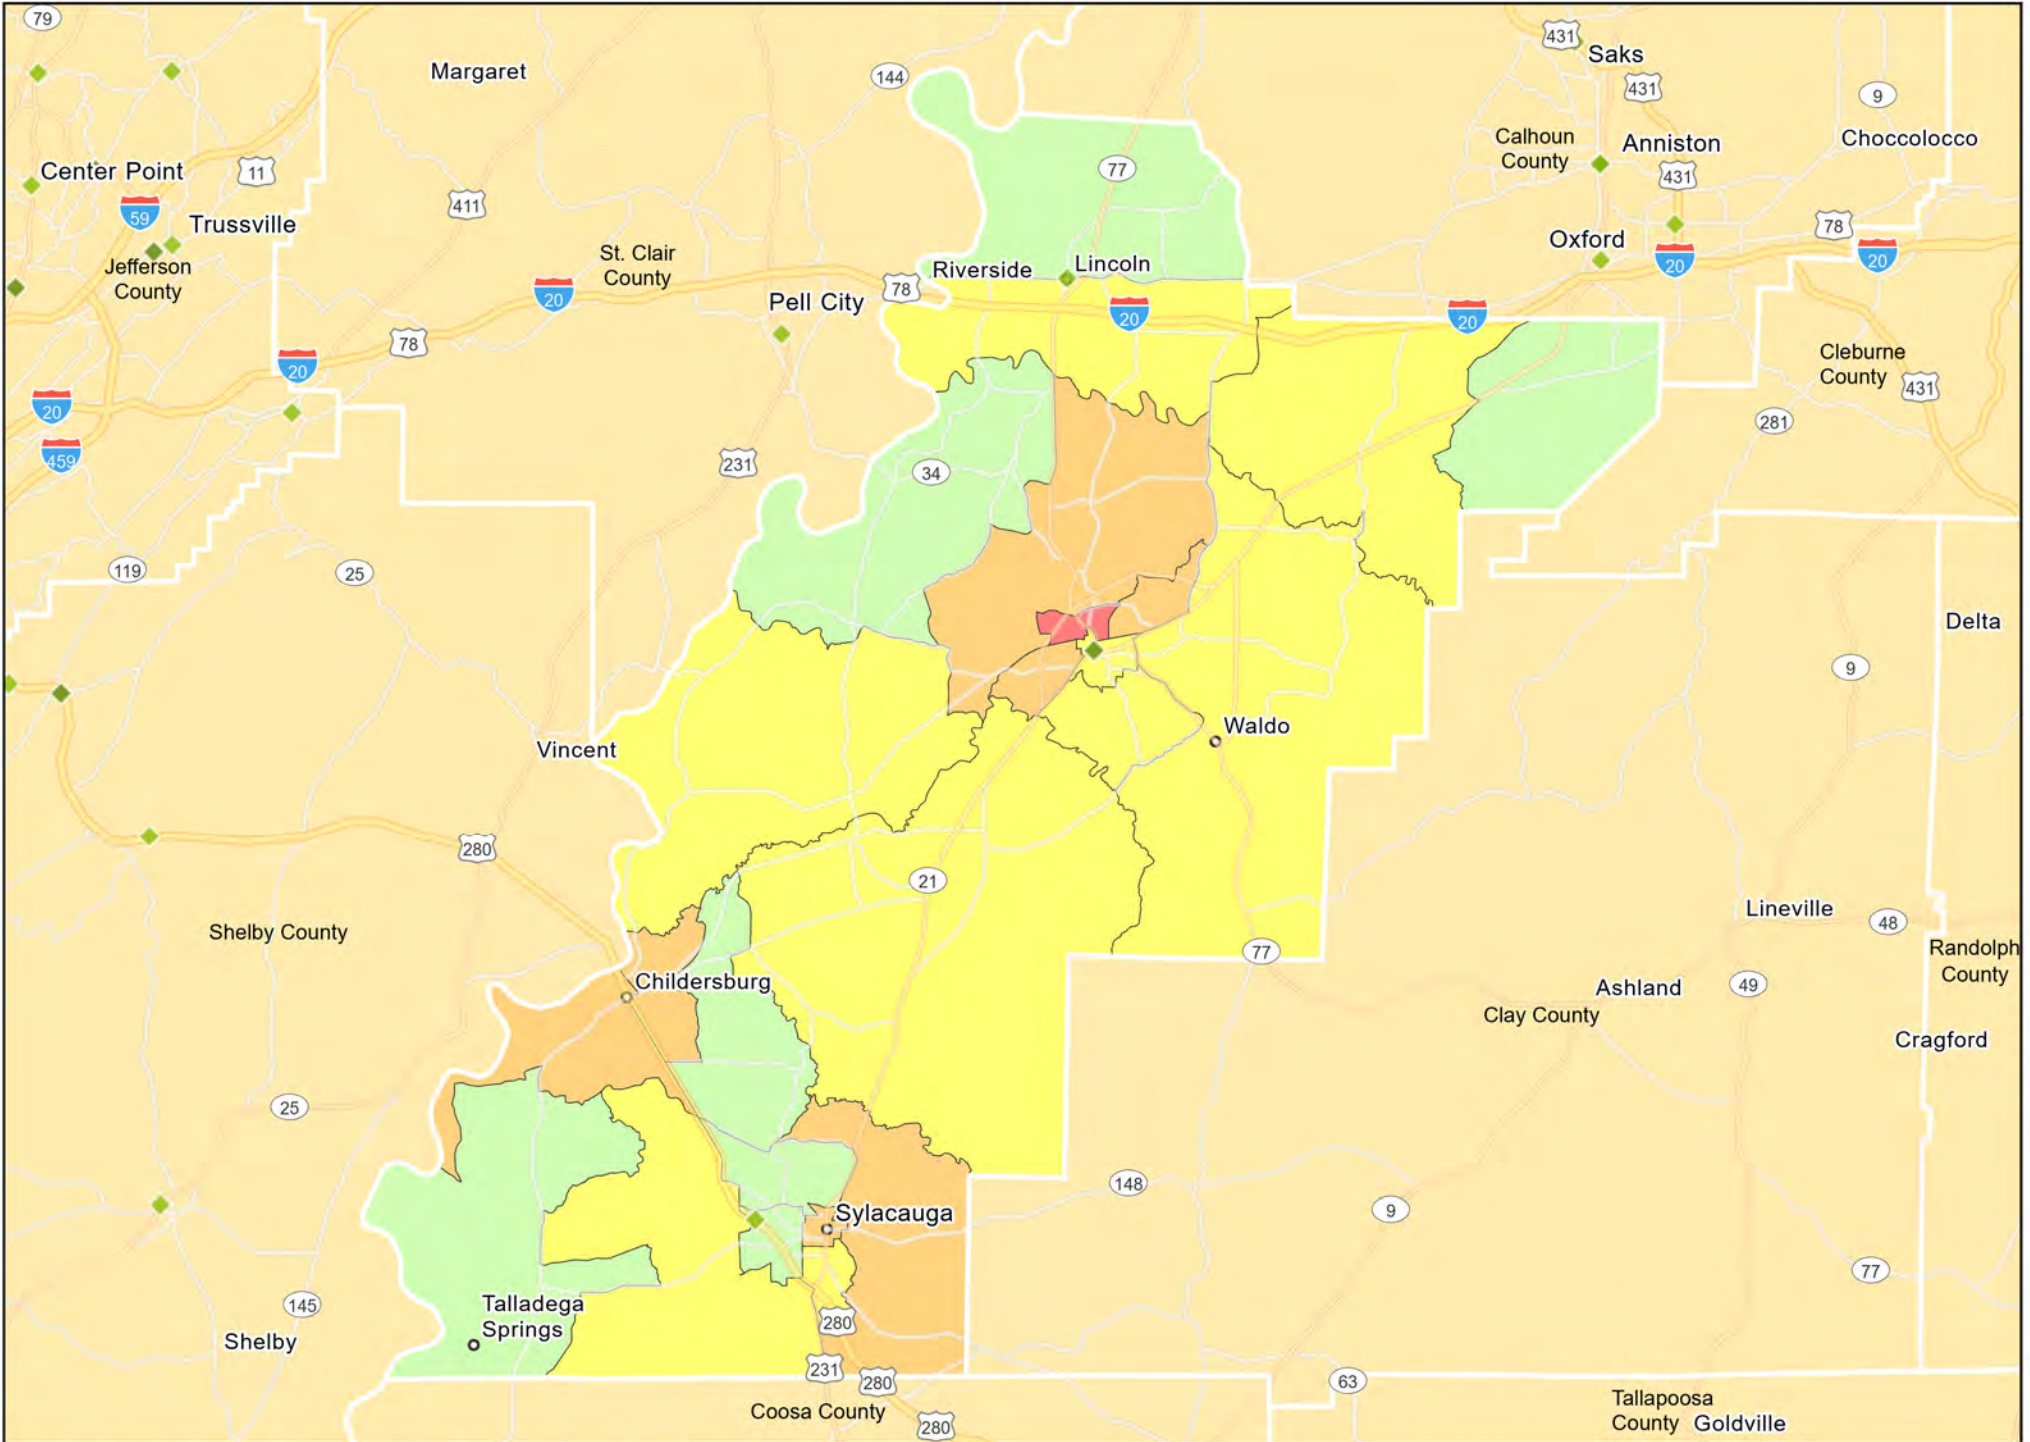 79
Margaret
144
431
Saks
431
9
Calhoun
County
Anniston
Choccolocco
Center Point
11
77
431
59
411
Trussville
78
Jefferson
County
St. Clair
County
Oxford
20
20
Riverside
Lincoln
78
20
Pell City
20
20
78
20
Cleburne
County
431
20
281
459
231
34
119
25
Delta
9
Waldo
Vincent
280
21
Lineville
48
Shelby County
77
Randolph
County
Childersburg
Ashland
49
Clay County
Cragford
25
148
9
Sylacauga
77
Talladega
Springs
145
280
Shelby
231
280
63
Coosa County
280
Tallapoosa
County
Goldville